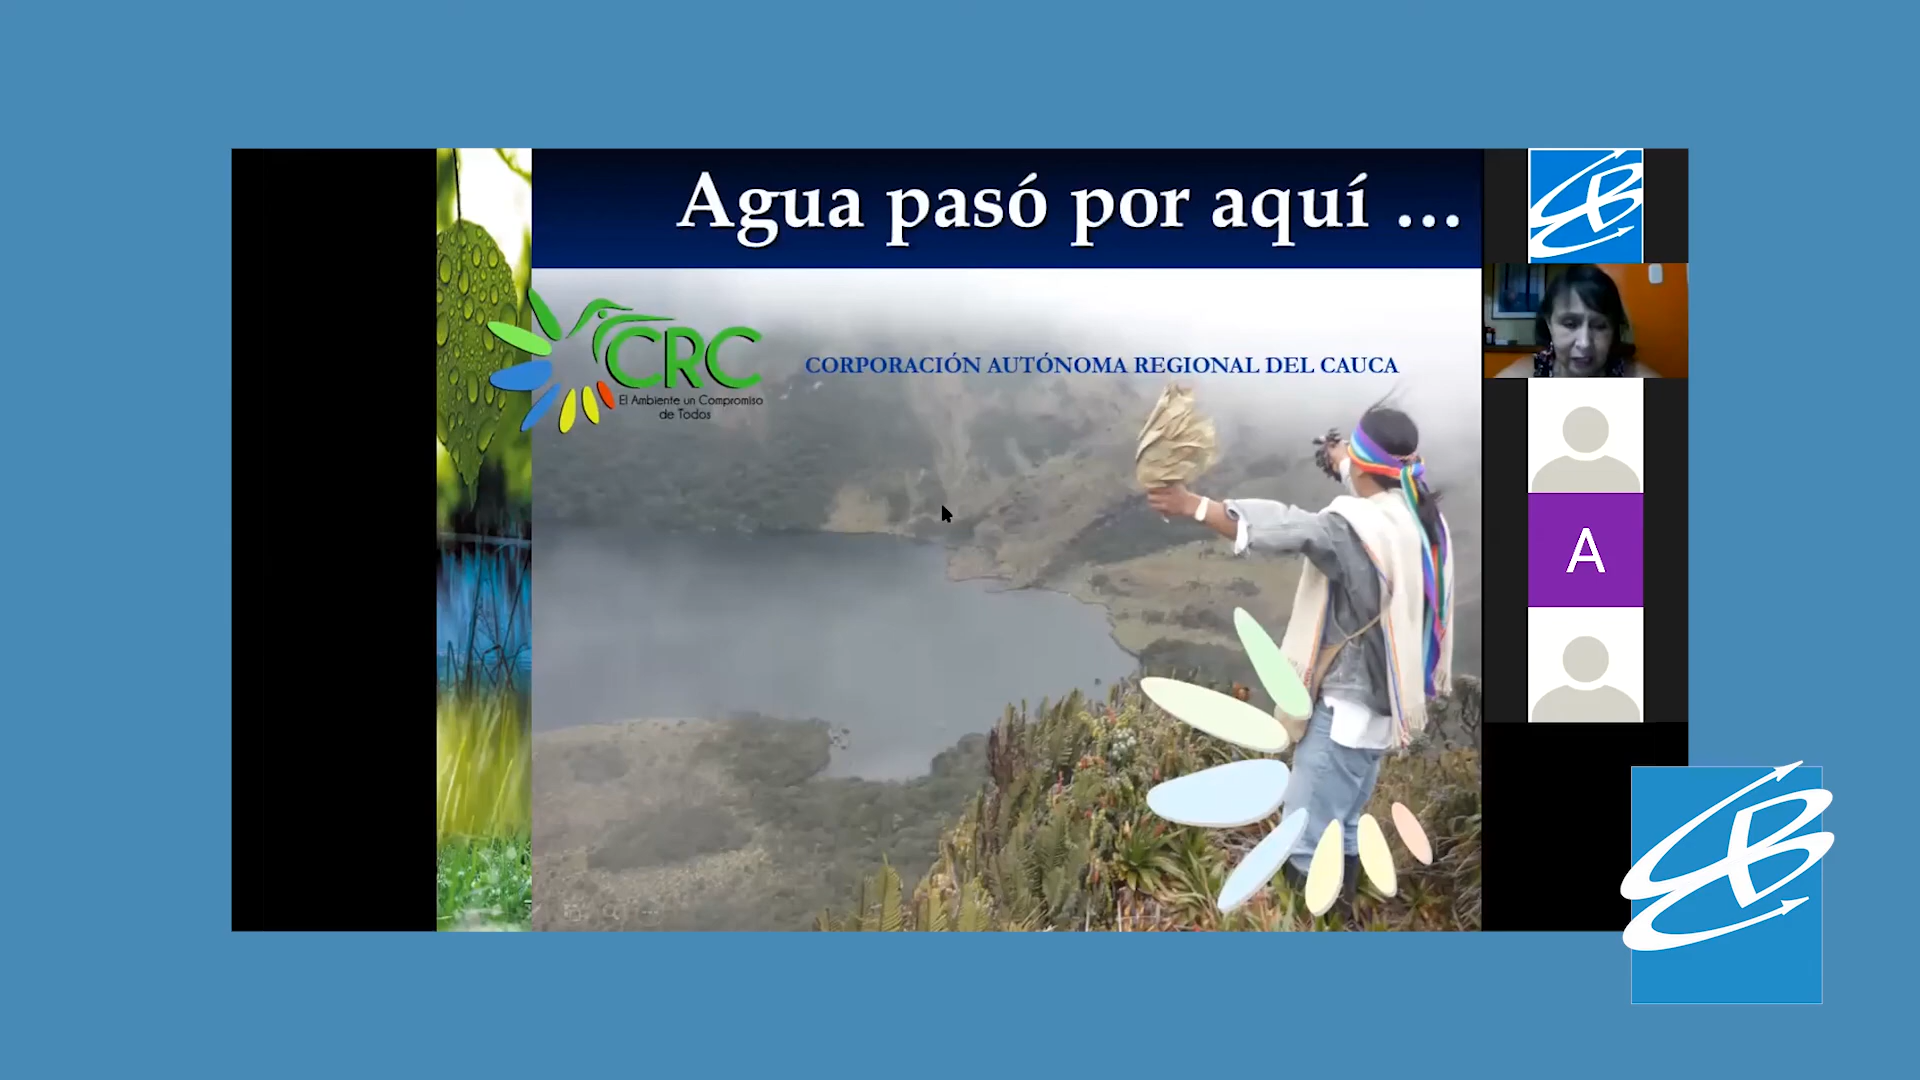 Agua pasó por aquí ...
CRC
El Ambiente un Compromiso
de Todos
CORPORACIÓN AUTÓNOMA REGIONAL DEL CAUCA
A